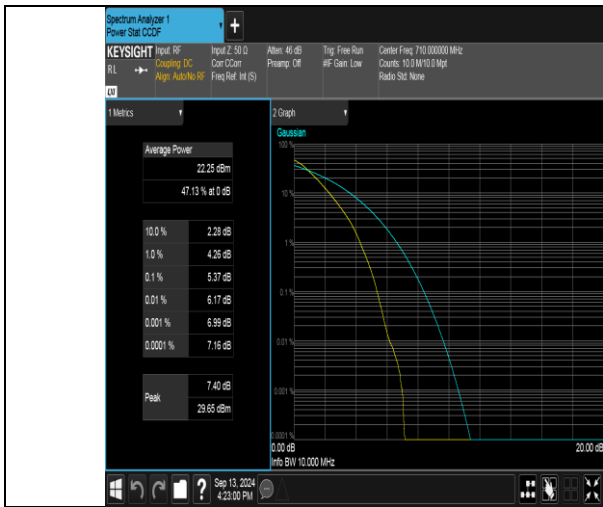 Spectrum Analyzer 1
Power Stat CCDF
+
KEYSIGHT Input: RF Input Z: 50 Ω Atten: 46 dB Trig: Free Run Center Freq: 710.000000 MHz
RL Coupling: DC Corr CCorr Preamp: Off #IF Gain: Low Counts: 10.0 M/10.0 Mpt
Align: Auto/No RF Freq Ref: Int (S) Radio Std: None
LXI
1 Metrics
2 Graph
Gaussian
Average Power
22.25 dBm
47.13 % at 0 dB
10.0 % 2.28 dB
1.0 % 4.26 dB
0.1 % 5.37 dB
0.01 % 6.17 dB
0.001 % 6.99 dB
0.0001 % 7.16 dB
Peak 7.40 dB
29.65 dBm
100 %
10 %
1 %
0.1 %
0.01 %
0.001 %
0.0001 %
0.00 dB 20.00 dB
Info BW 10.000 MHz
? Sep 13, 2024
4:23:00 PM